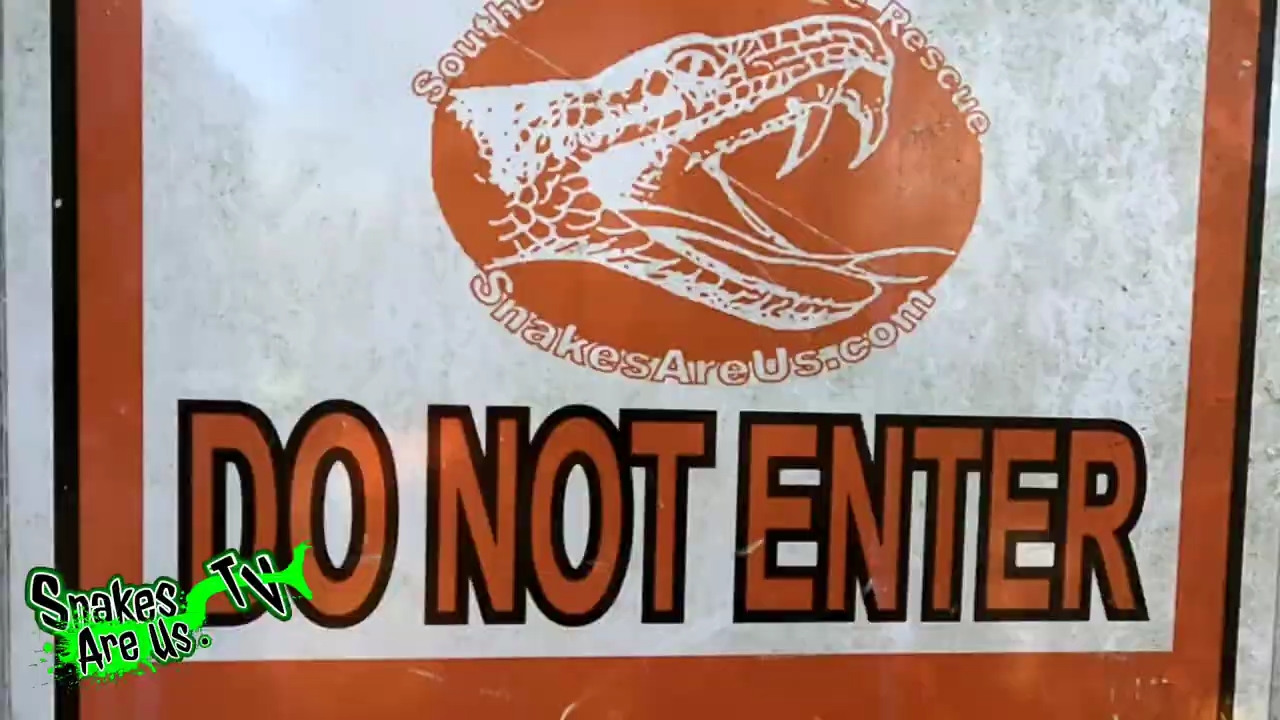 Rescue
SnakesAreUs.com
DO NOT ENTER
Snakes TV
Are Us